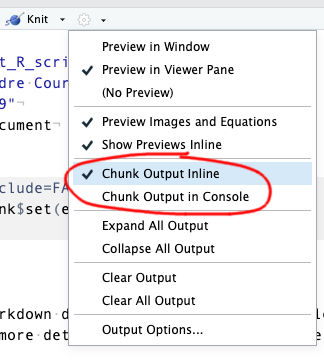 Knit
t_R_scri
Preview in Window
dre Cour
Preview in Viewer Pane
9"
(No Preview)
cument
Preview Images and Equations
Show Previews Inline
Chunk Output Inline
clude=FA
Chunk Output in Console
nk$set(e
Expand All Output
Collapse All Output
Clear Output
Clear All Output
rkdown d
le
more det
Output Options...